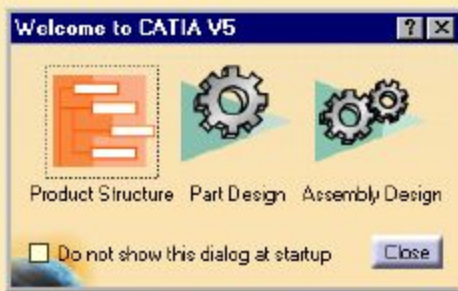 Welcome to CATIA V5
Product Structure Part Design Assembly Design
Do not show this dialog at startup Close